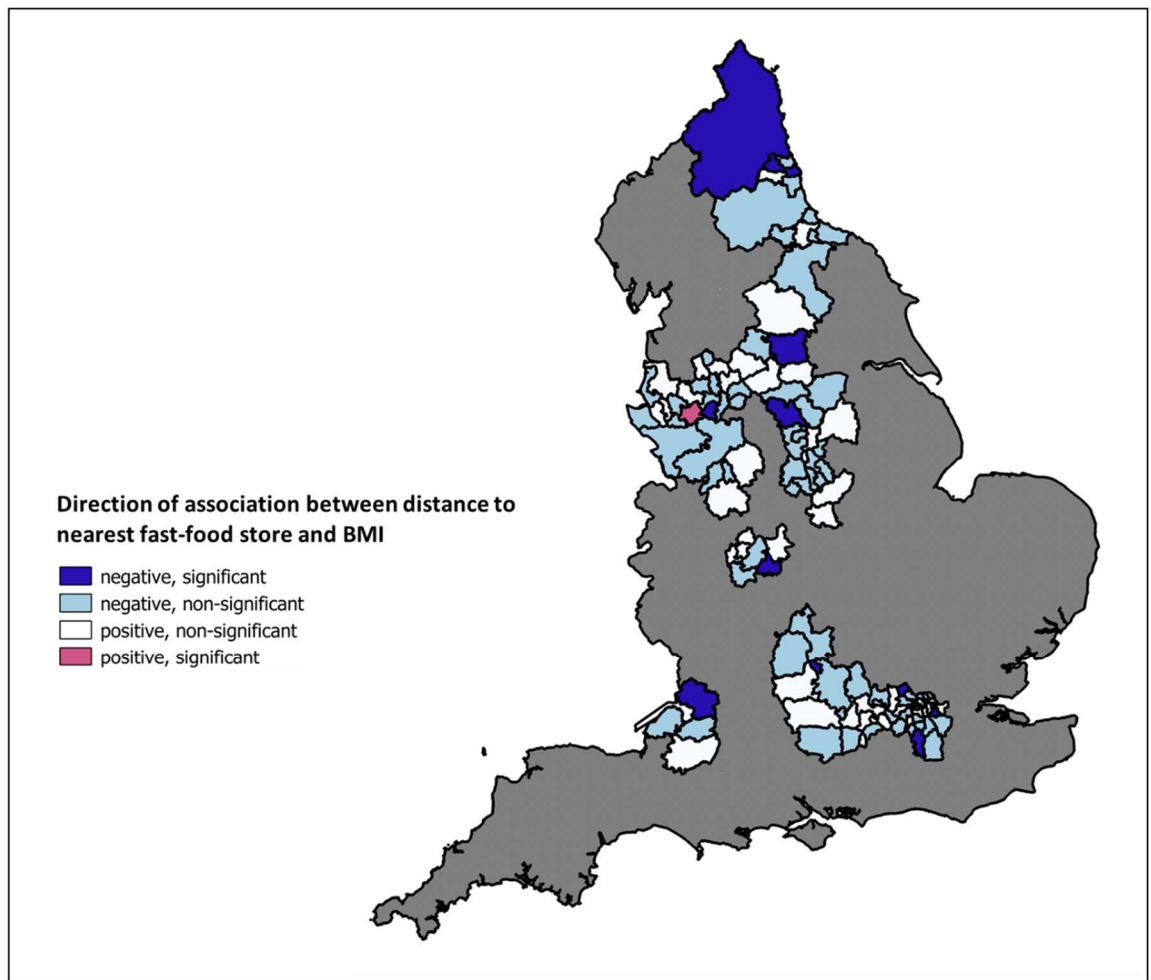 Direction of association between distance to
nearest fast-food store and BMI
negative, significant
negative, non-significant
positive, non-significant
positive, significant